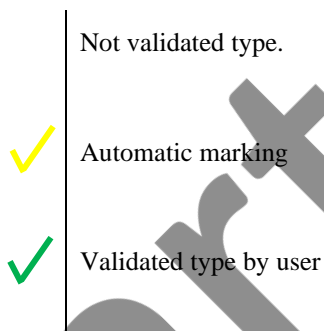 Not validated type.
Automatic marking
Validated type by user